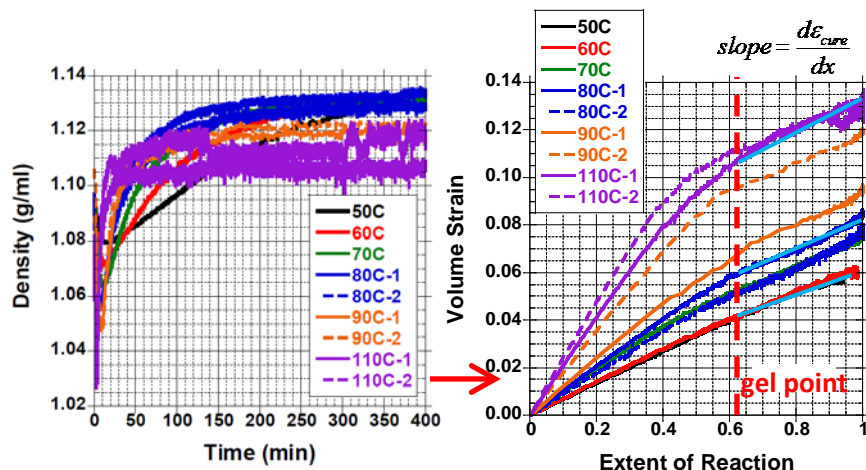 1.14
1.12
1.10
1.08
1.06
1.04
1.02
Density (g/ml)
0 50 100 150 200 250 300 350 400
Time (min)
50C
60C
70C
80C-1
80C-2
90C-1
90C-2
110C-1
110C-2
50C
60C
70C
80C-1
80C-2
90C-1
90C-2
110C-1
110C-2
slope = dε_cure / dx
0.14
0.12
0.10
0.08
0.06
0.04
0.02
0.00
Volume Strain
gel point
0 0.2 0.4 0.6 0.8 1
Extent of Reaction